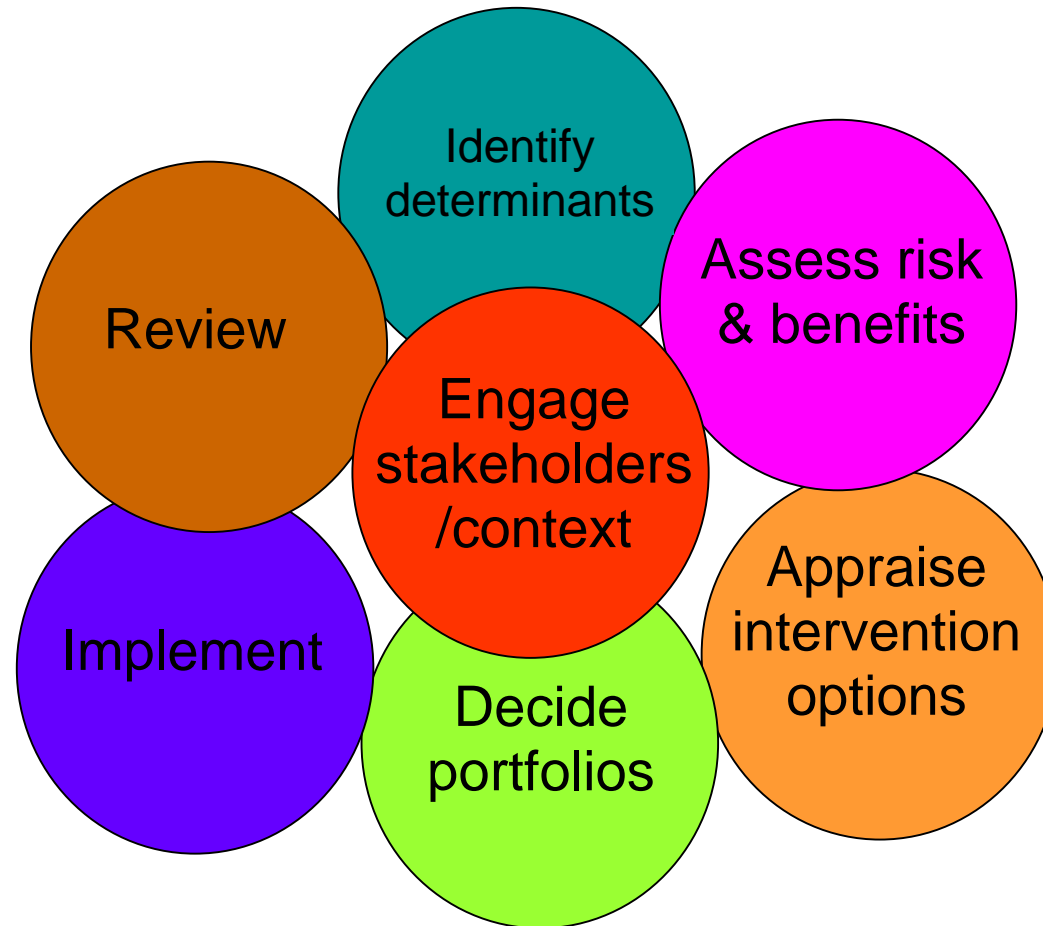 Identify
determinants
Assess risk
& benefits
Review
Engage
stakeholders
/context
Appraise
intervention
options
Implement
Decide
portfolios